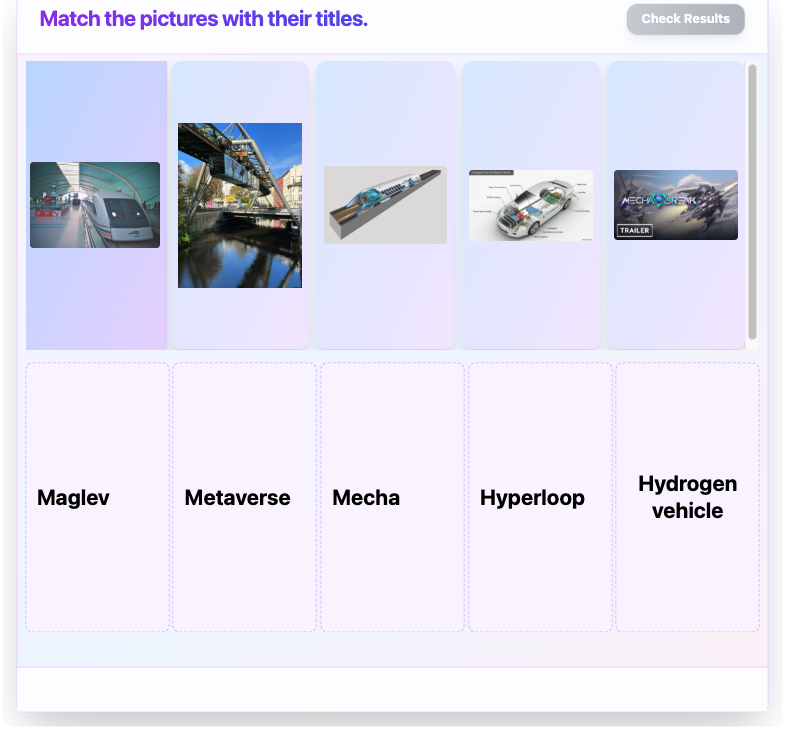 Match the pictures with their titles.
Check Results
MECHA BREAK
TRAILER
Maglev
Metaverse
Mecha
Hyperloop
Hydrogen
vehicle